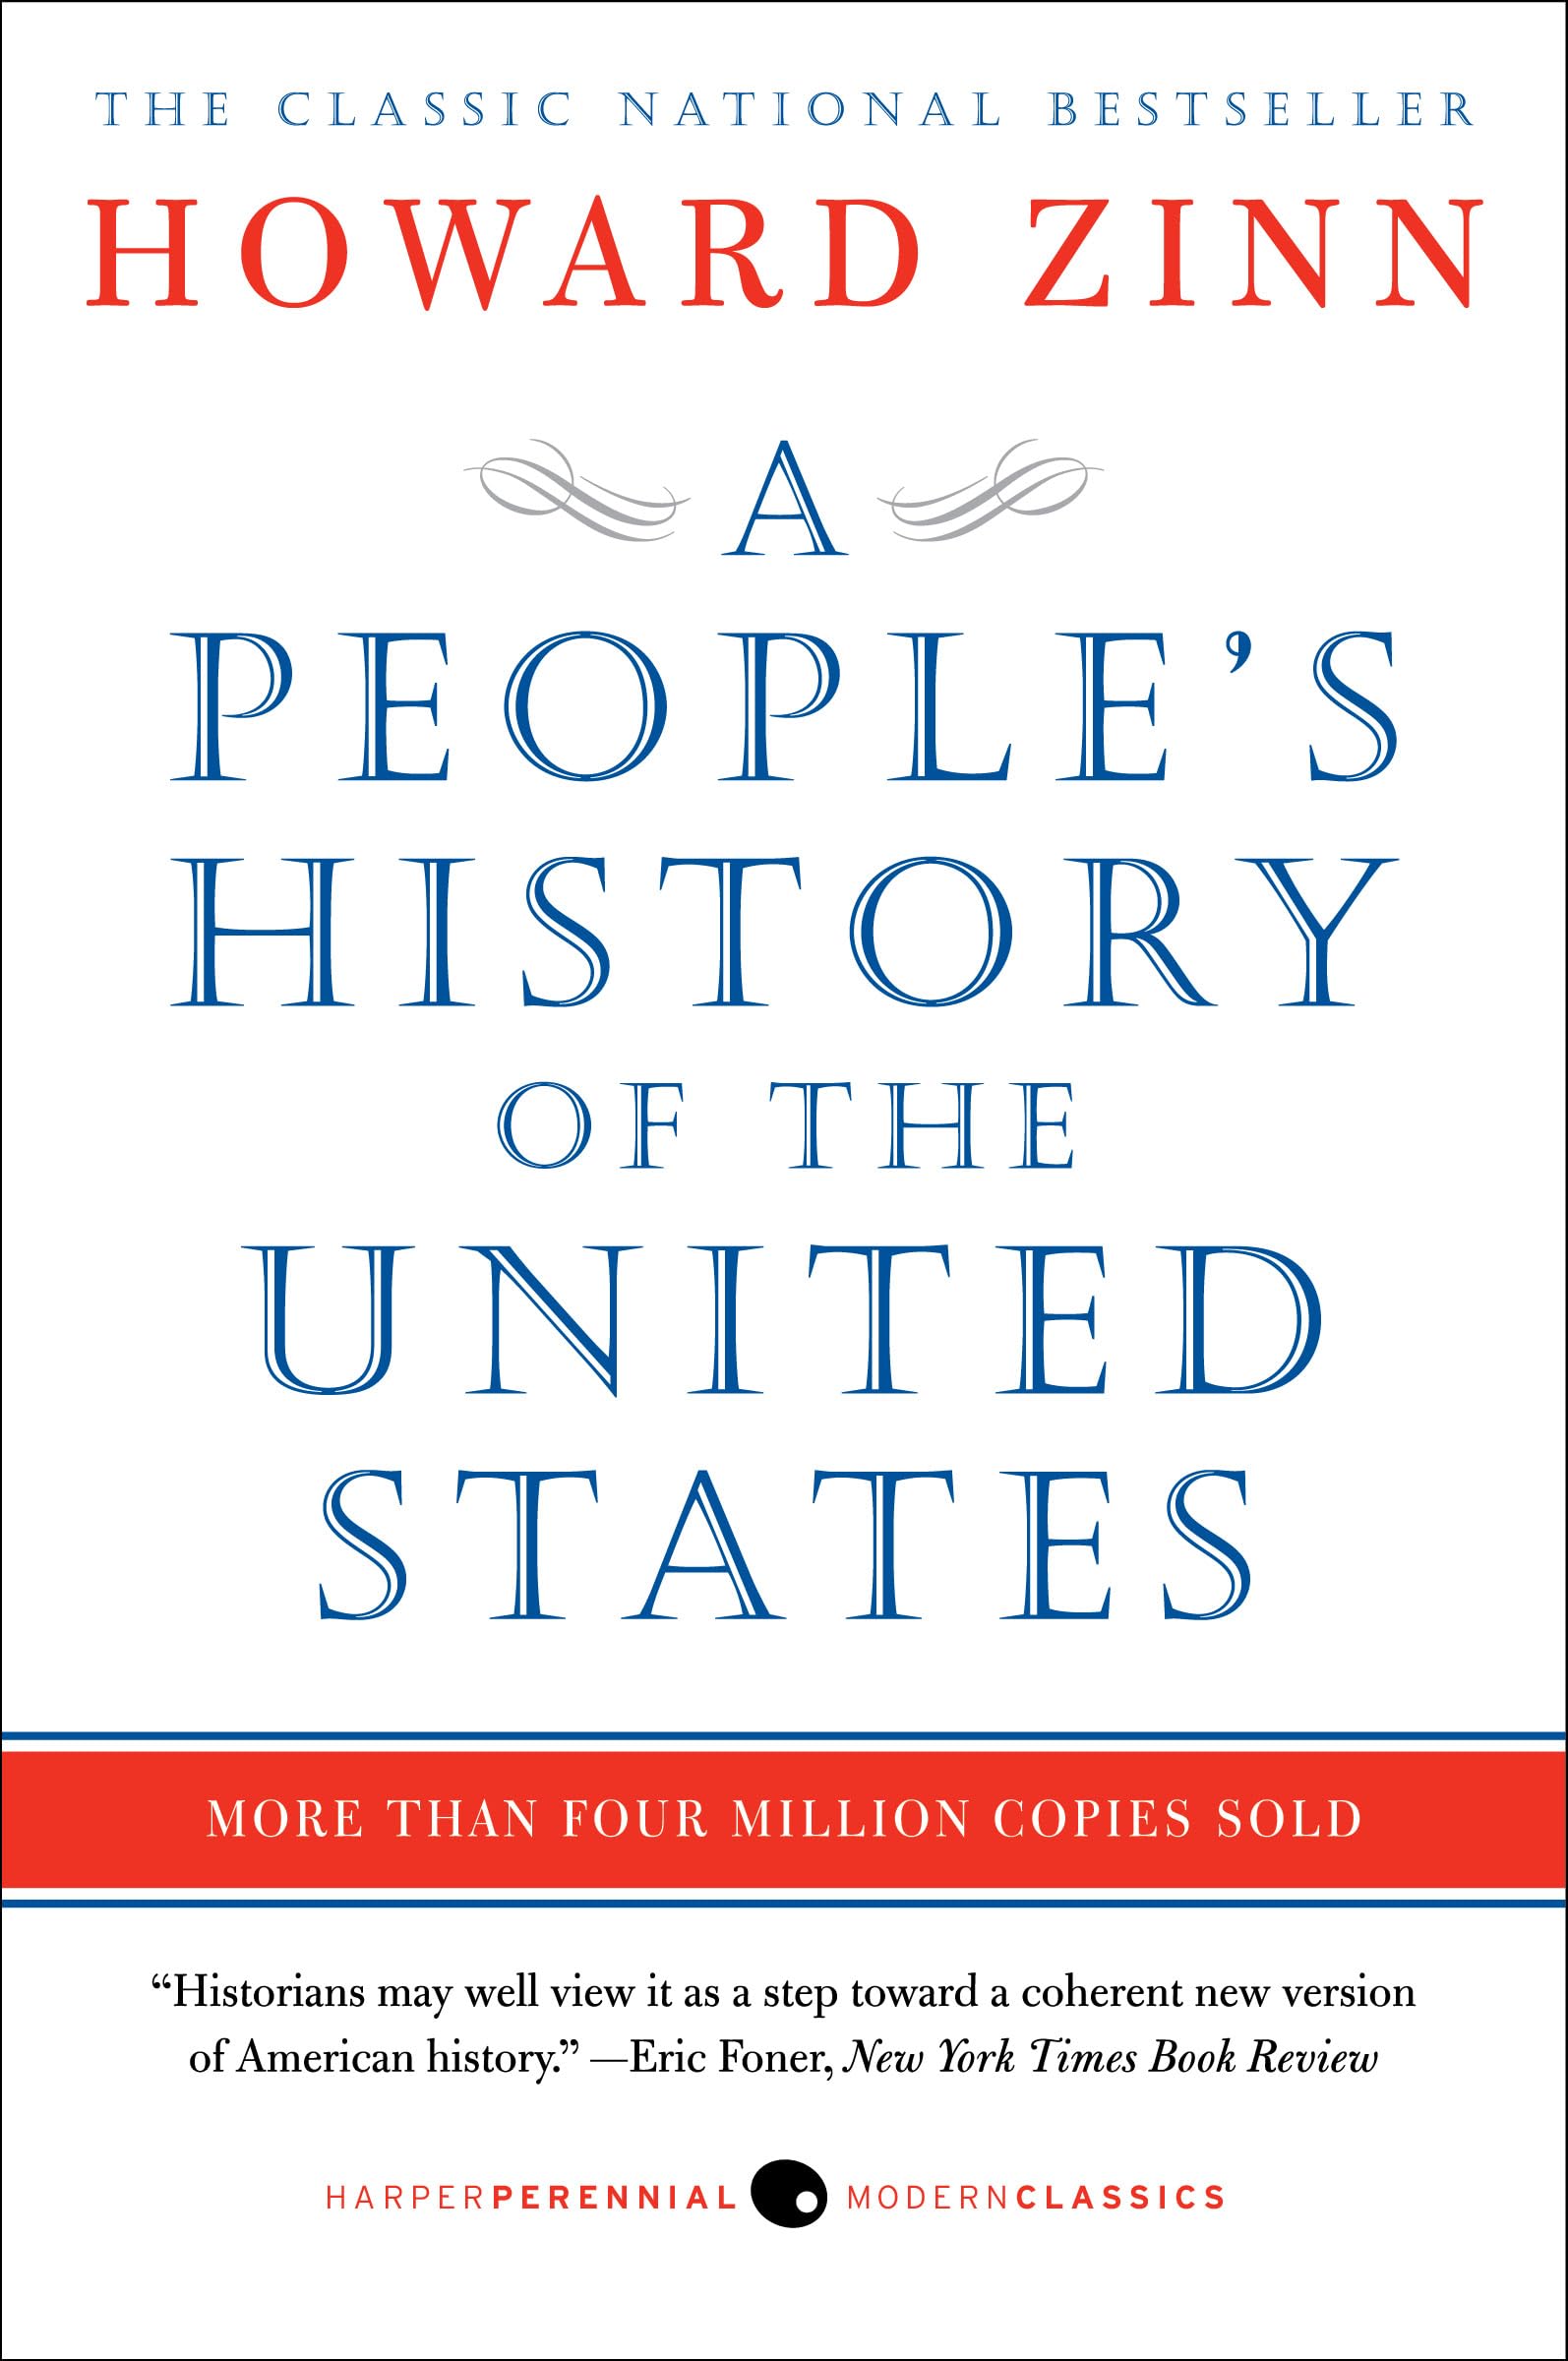 THE CLASSIC NATIONAL BESTSELLER
HOWARD ZINN
A
PEOPLE’S
HISTORY
OF THE
UNITED
STATES
MORE THAN FOUR MILLION COPIES SOLD
“Historians may well view it as a step toward a coherent new version
of American history.” —Eric Foner, New York Times Book Review
HARPERPERENNIAL MODERNCLASSICS